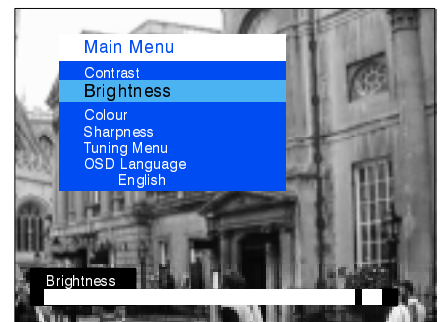 Main Menu
Contrast
Brightness
Colour
Sharpness
Tuning Menu
OSD Language
English
Brightness